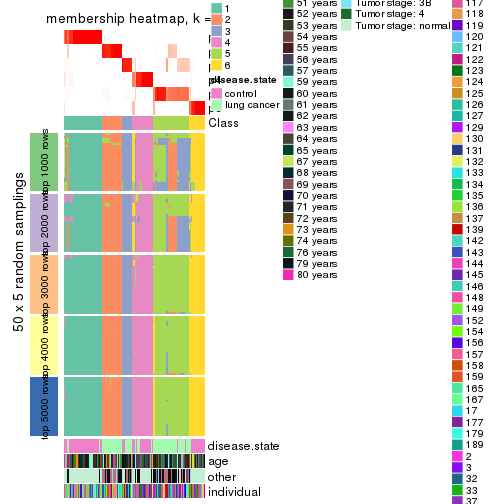 membership heatmap, k =
1
2
3
4
5
6
disease.state
control
lung cancer
Class
50 x 5 random samplings
top 1000 rows
top 2000 rows
top 3000 rows
top 4000 rows
top 5000 rows
disease.state
age
other
individual
51 years
52 years
53 years
54 years
55 years
56 years
57 years
59 years
60 years
61 years
62 years
63 years
64 years
65 years
67 years
68 years
69 years
70 years
71 years
72 years
73 years
74 years
76 years
79 years
80 years
Tumor stage: 3B
Tumor stage: 4
Tumor stage: normal
117
118
119
120
121
122
123
124
125
126
127
129
130
131
132
133
134
135
136
137
139
142
143
144
145
146
148
149
152
154
156
157
158
159
165
167
17
177
179
189
2
3
32
33
37